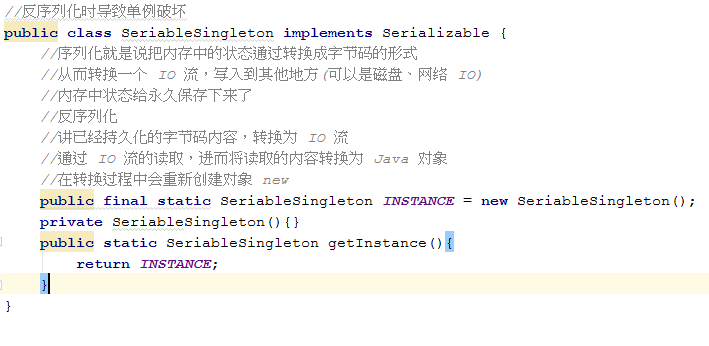 //反序列化时导致单例破坏
public class SeriableSingleton implements Serializable {
//序列化就是说把内存中的状态通过转换成字节码的形式
//从而转换一个 IO 流，写入到其他地方(可以是磁盘、网络 IO)
//内存中状态给永久保存下来了
//反序列化
//讲已经持久化的字节码内容，转换为 IO 流
//通过 IO 流的读取，进而将读取的内容转换为 Java 对象
//在转换过程中会重新创建对象 new
public final static SeriableSingleton INSTANCE = new SeriableSingleton();
private SeriableSingleton(){}
public static SeriableSingleton getInstance(){
return INSTANCE;
}
}